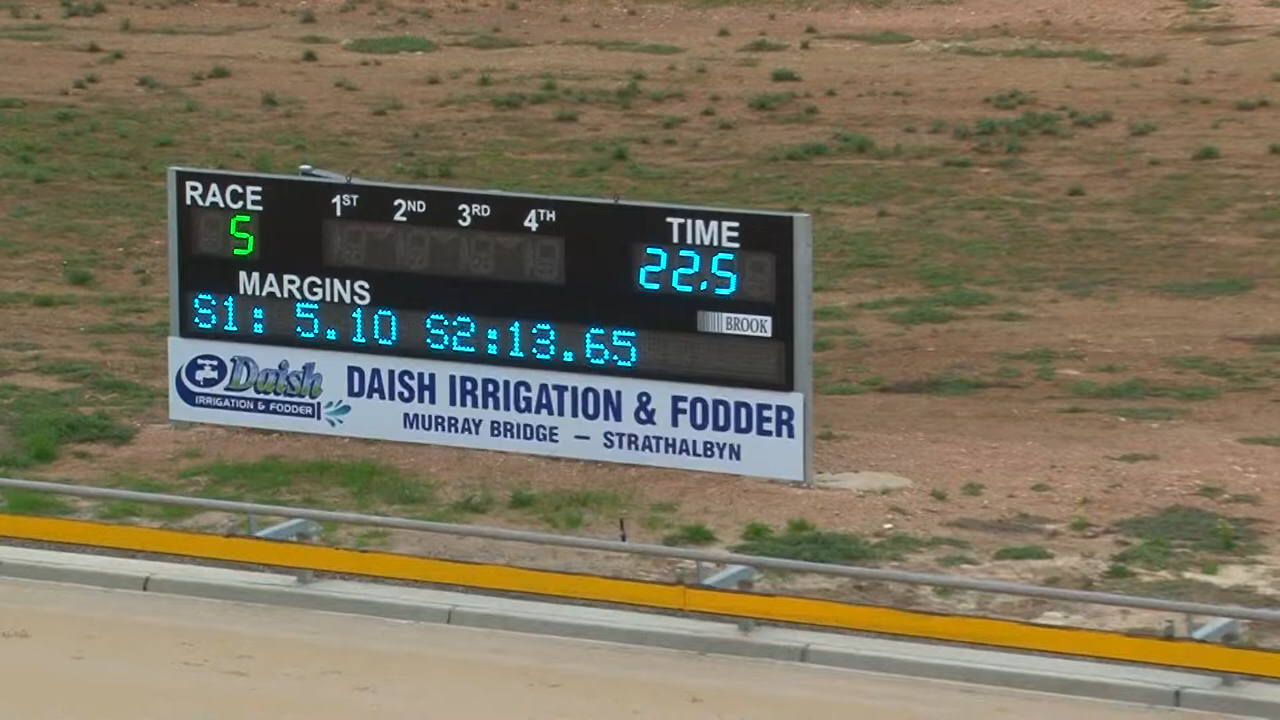 RACE 1ST 2ND 3RD 4TH TIME
5 22.5
MARGINS
S1: 5.10 S2:13.65
BROOK
Daish
IRRIGATION & FODDER
DAISH IRRIGATION & FODDER
MURRAY BRIDGE — STRATHALBYN